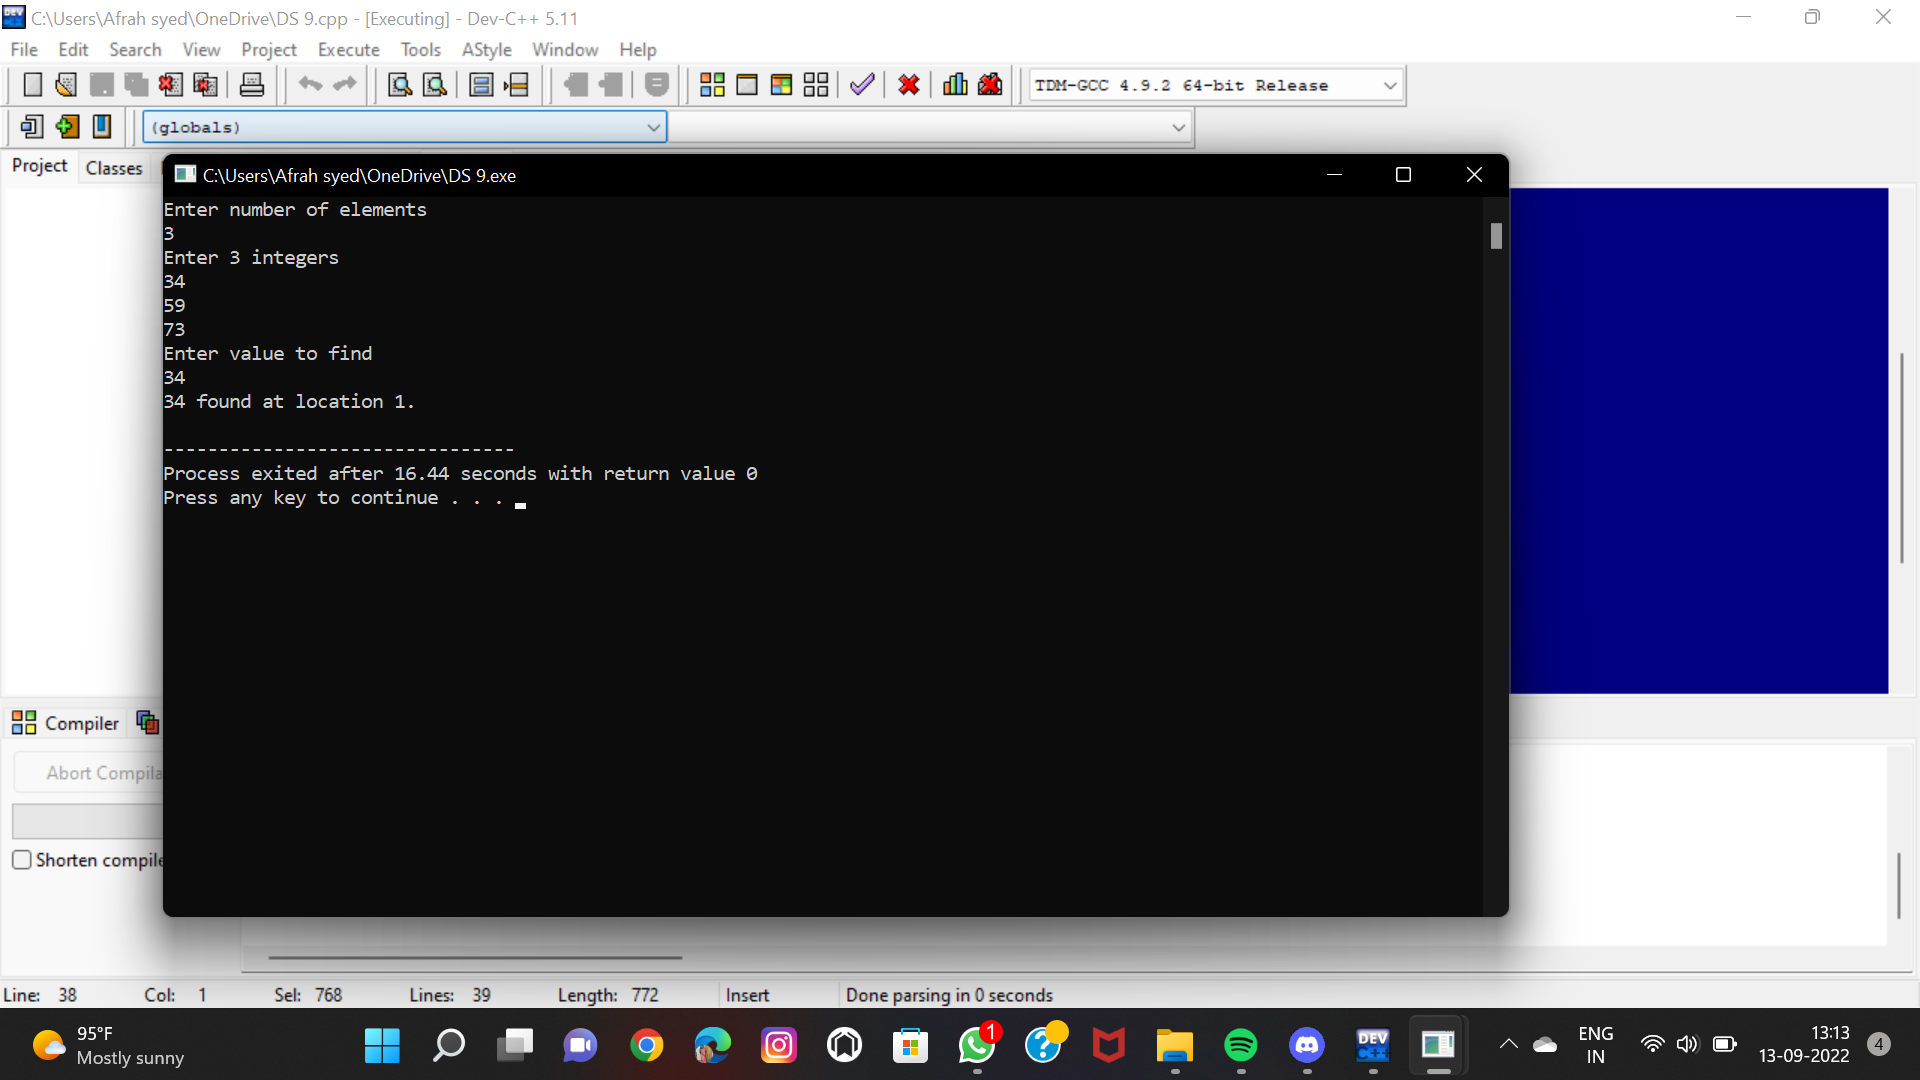 C:\Users\Afrah syed\OneDrive\DS 9.cpp - [Executing] - Dev-C++ 5.11
File Edit Search View Project Execute Tools AStyle Window Help
TDM-GCC 4.9.2 64-bit Release
(globals)
Project Classes
C:\Users\Afrah syed\OneDrive\DS 9.exe
Enter number of elements
3
Enter 3 integers
34
59
73
Enter value to find
34
34 found at location 1.
--------------------------------
Process exited after 16.44 seconds with return value 0
Press any key to continue . . .
Compiler
Abort Compila
Shorten compile
Line: 38 Col: 1 Sel: 768 Lines: 39 Length: 772 Insert Done parsing in 0 seconds
95°F
Mostly sunny
1
DEV
C++
ENG
IN
13:13
13-09-2022
4